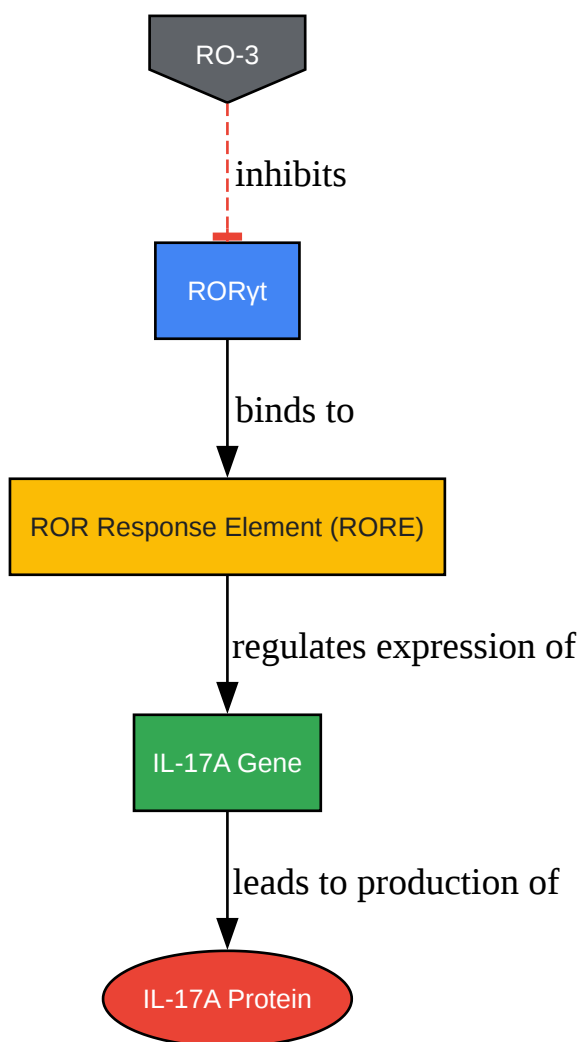 RO-3
inhibits
RORγt
binds to
ROR Response Element (RORE)
regulates expression of
IL-17A Gene
leads to production of
IL-17A Protein